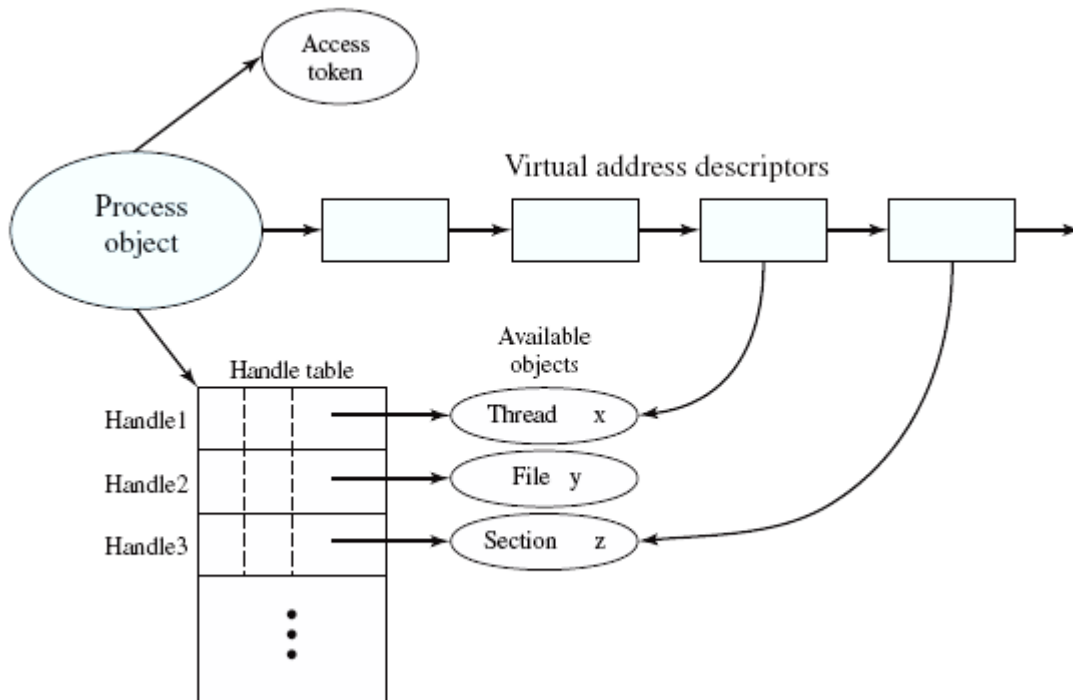 Access
token
Virtual address descriptors
Process
object
Available
objects
Handle table
Handle1
Thread x
Handle2
File y
Handle3
Section z